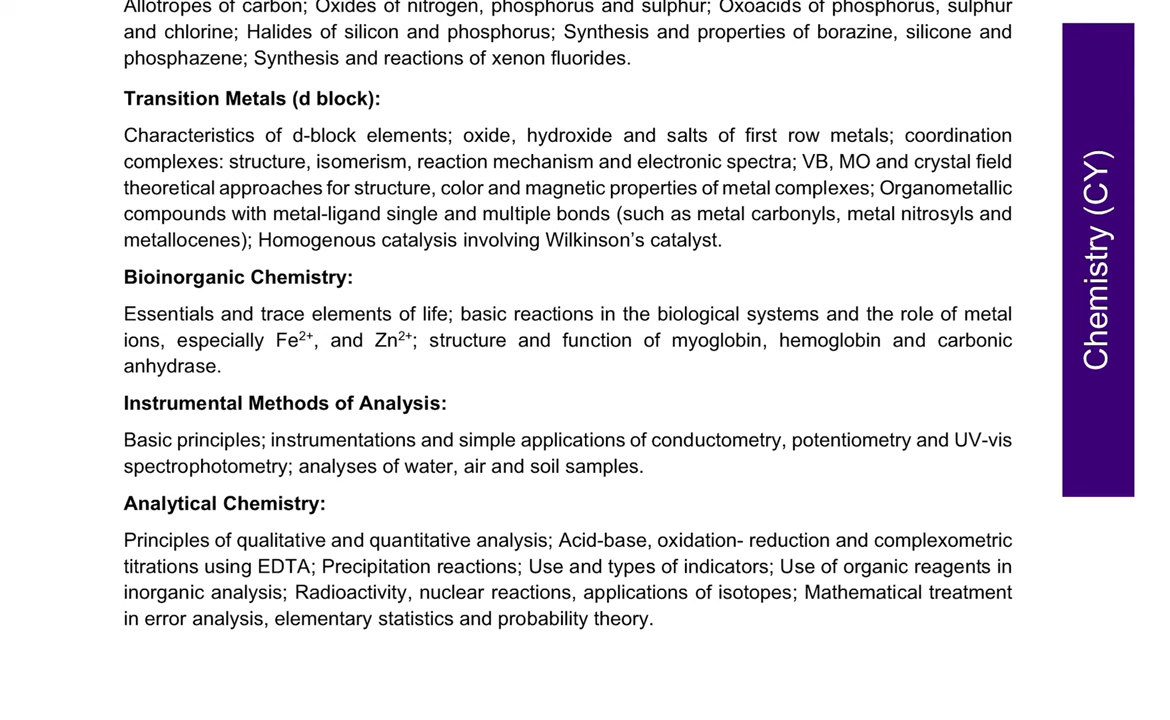 Allotropes of carbon; Oxides of nitrogen, phosphorus and sulphur; Oxoacids of phosphorus, sulphur
and chlorine; Halides of silicon and phosphorus; Synthesis and properties of borazine, silicone and
phosphazene; Synthesis and reactions of xenon fluorides.
Transition Metals (d block):
Characteristics of d-block elements; oxide, hydroxide and salts of first row metals; coordination
complexes: structure, isomerism, reaction mechanism and electronic spectra; VB, MO and crystal field
theoretical approaches for structure, color and magnetic properties of metal complexes; Organometallic
compounds with metal-ligand single and multiple bonds (such as metal carbonyls, metal nitrosyls and
metallocenes); Homogenous catalysis involving Wilkinson’s catalyst.
Bioinorganic Chemistry:
Essentials and trace elements of life; basic reactions in the biological systems and the role of metal
ions, especially Fe²⁺, and Zn²⁺; structure and function of myoglobin, hemoglobin and carbonic
anhydrase.
Instrumental Methods of Analysis:
Basic principles; instrumentations and simple applications of conductometry, potentiometry and UV-vis
spectrophotometry; analyses of water, air and soil samples.
Analytical Chemistry:
Principles of qualitative and quantitative analysis; Acid-base, oxidation- reduction and complexometric
titrations using EDTA; Precipitation reactions; Use and types of indicators; Use of organic reagents in
inorganic analysis; Radioactivity, nuclear reactions, applications of isotopes; Mathematical treatment
in error analysis, elementary statistics and probability theory.
Chemistry (CY)